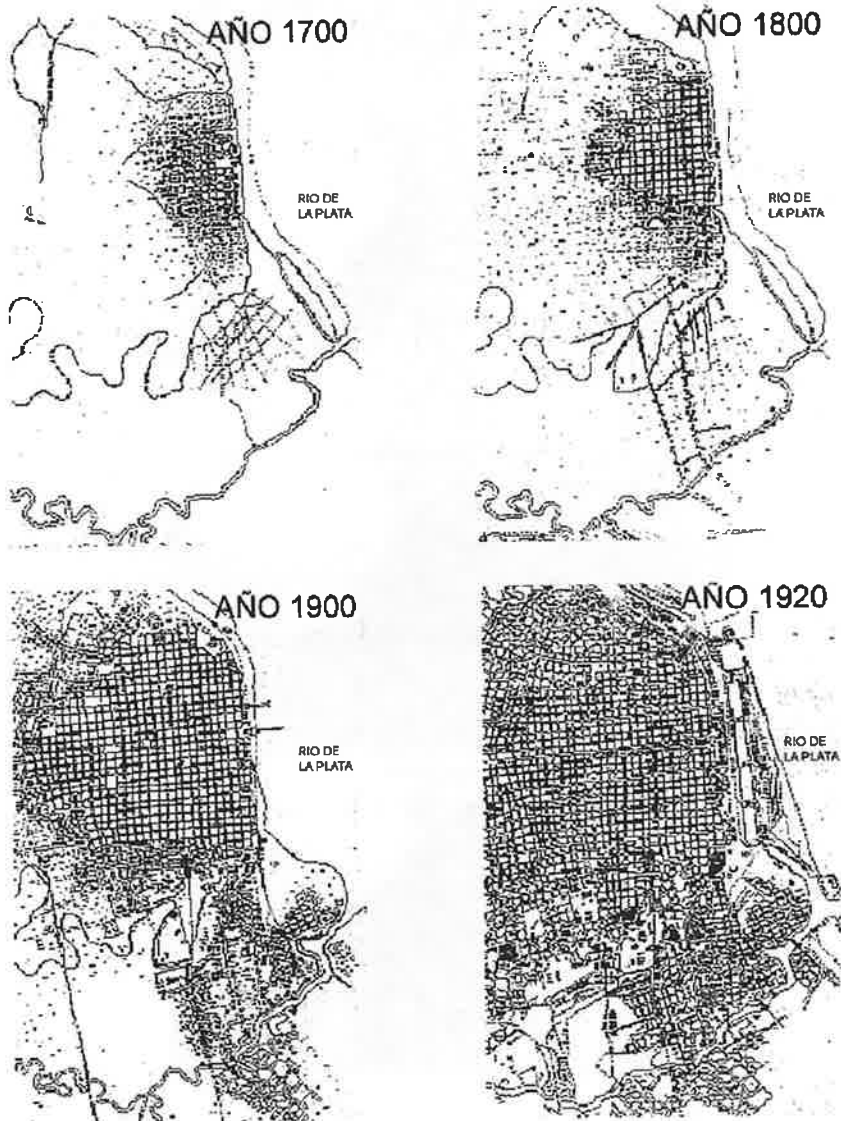 AÑO 1700
RIO DE
LA PLATA
AÑO 1800
RIO DE
LA PLATA
AÑO 1900
RIO DE
LA PLATA
AÑO 1920
RIO DE
LA PLATA